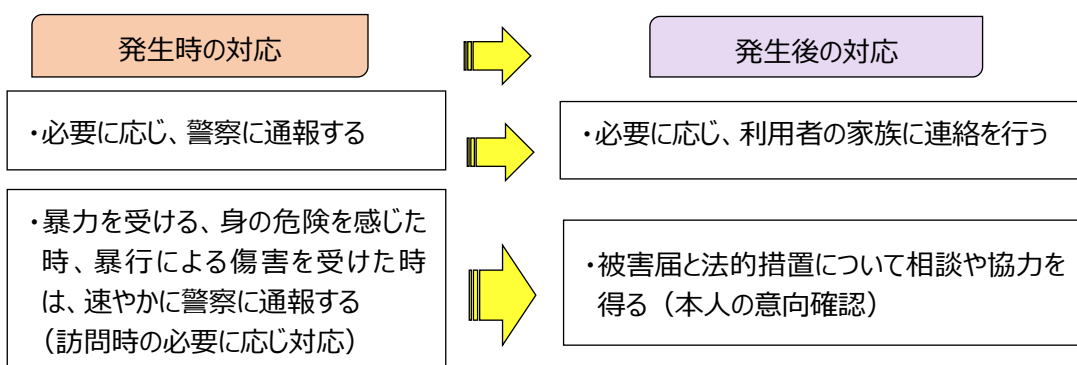 発生時の対応
発生後の対応
・必要に応じ、警察に通報する
・必要に応じ、利用者の家族に連絡を行う
・暴力を受ける、身の危険を感じた
時、暴行による傷害を受けた時
は、速やかに警察に通報する
（訪問時の必要に応じ対応）
・被害届と法的措置について相談や協力を
得る（本人の意向確認）